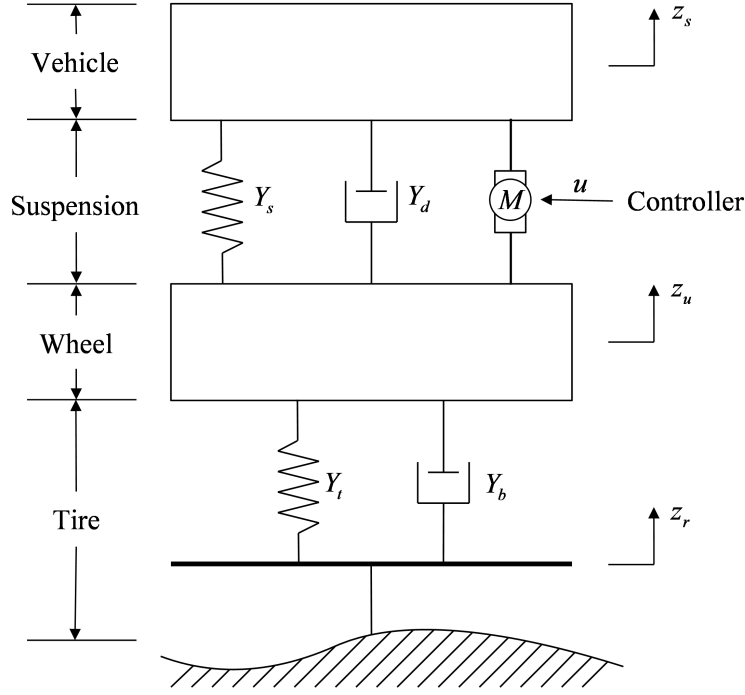 z_s
Vehicle
Suspension
Y_s
Y_d
M
u
Controller
z_u
Wheel
Y_t
Y_b
Tire
z_r